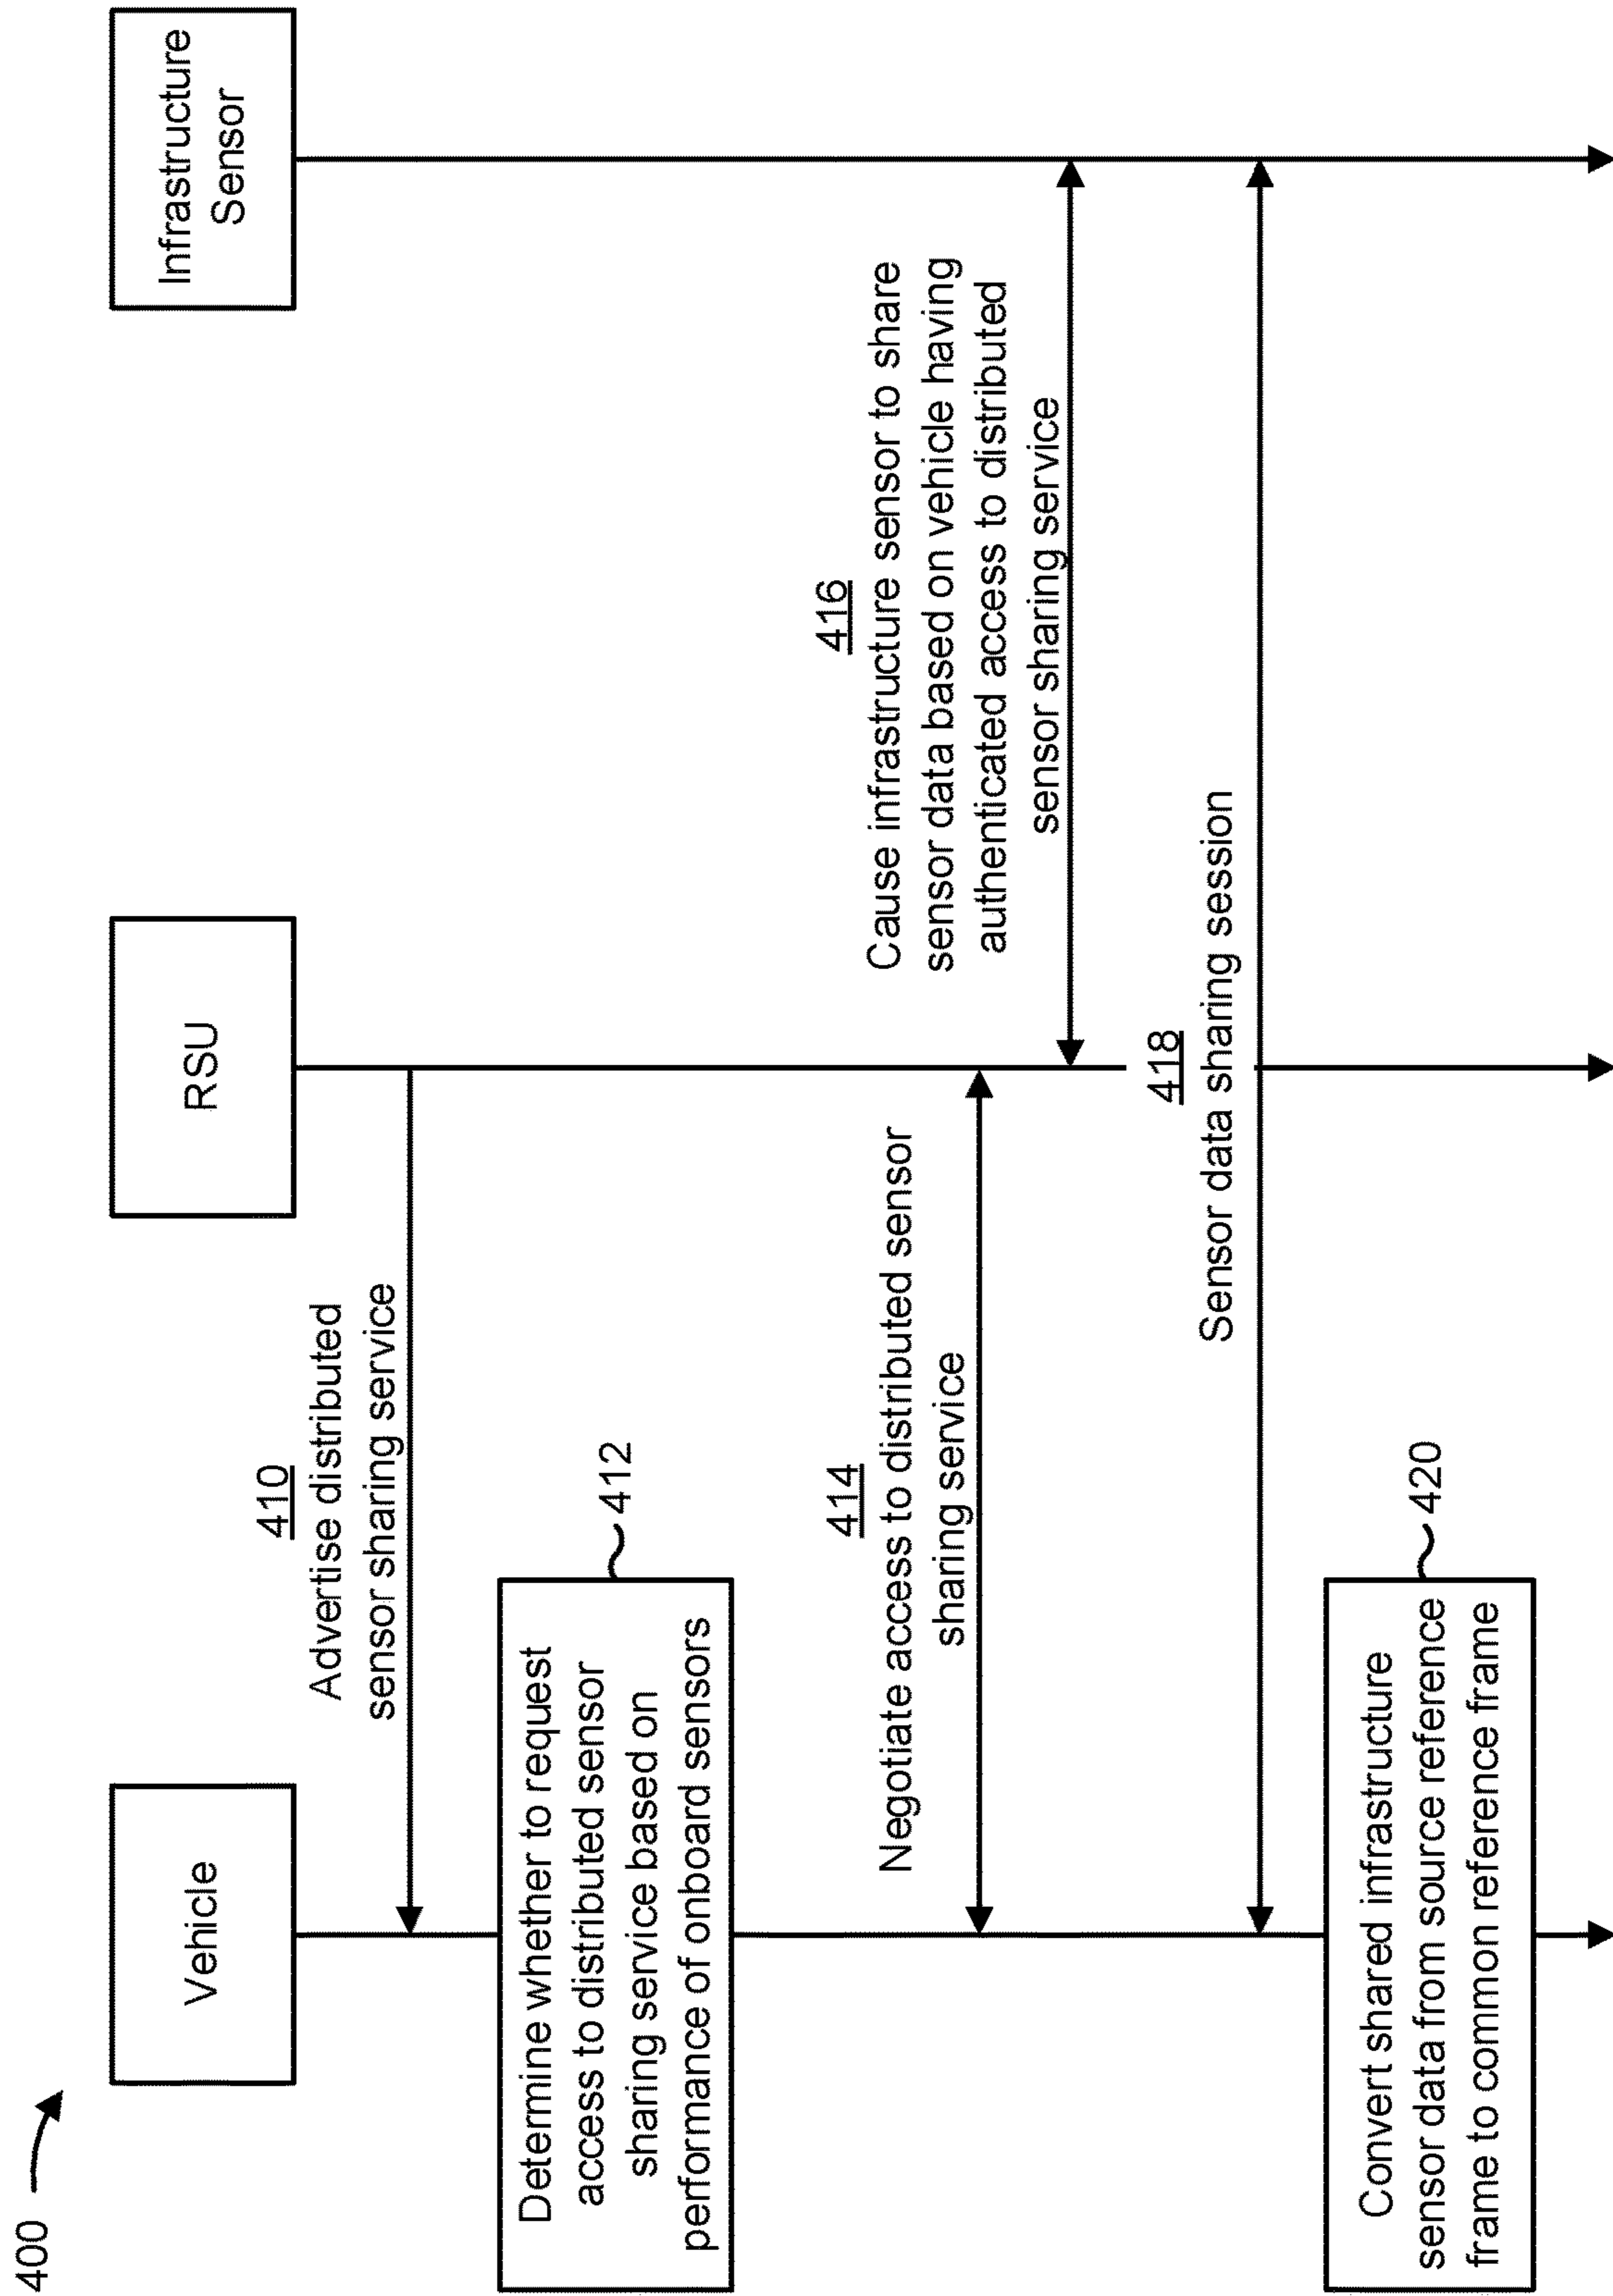 400
Vehicle
RSU
Infrastructure
Sensor
410
Advertise distributed
sensor sharing service
412
Determine whether to request
access to distributed sensor
sharing service based on
performance of onboard sensors
414
Negotiate access to distributed sensor
sharing service
416
Cause infrastructure sensor to share
sensor data based on vehicle having
authenticated access to distributed
sensor sharing service
418
Sensor data sharing session
420
Convert shared infrastructure
sensor data from source reference
frame to common reference frame